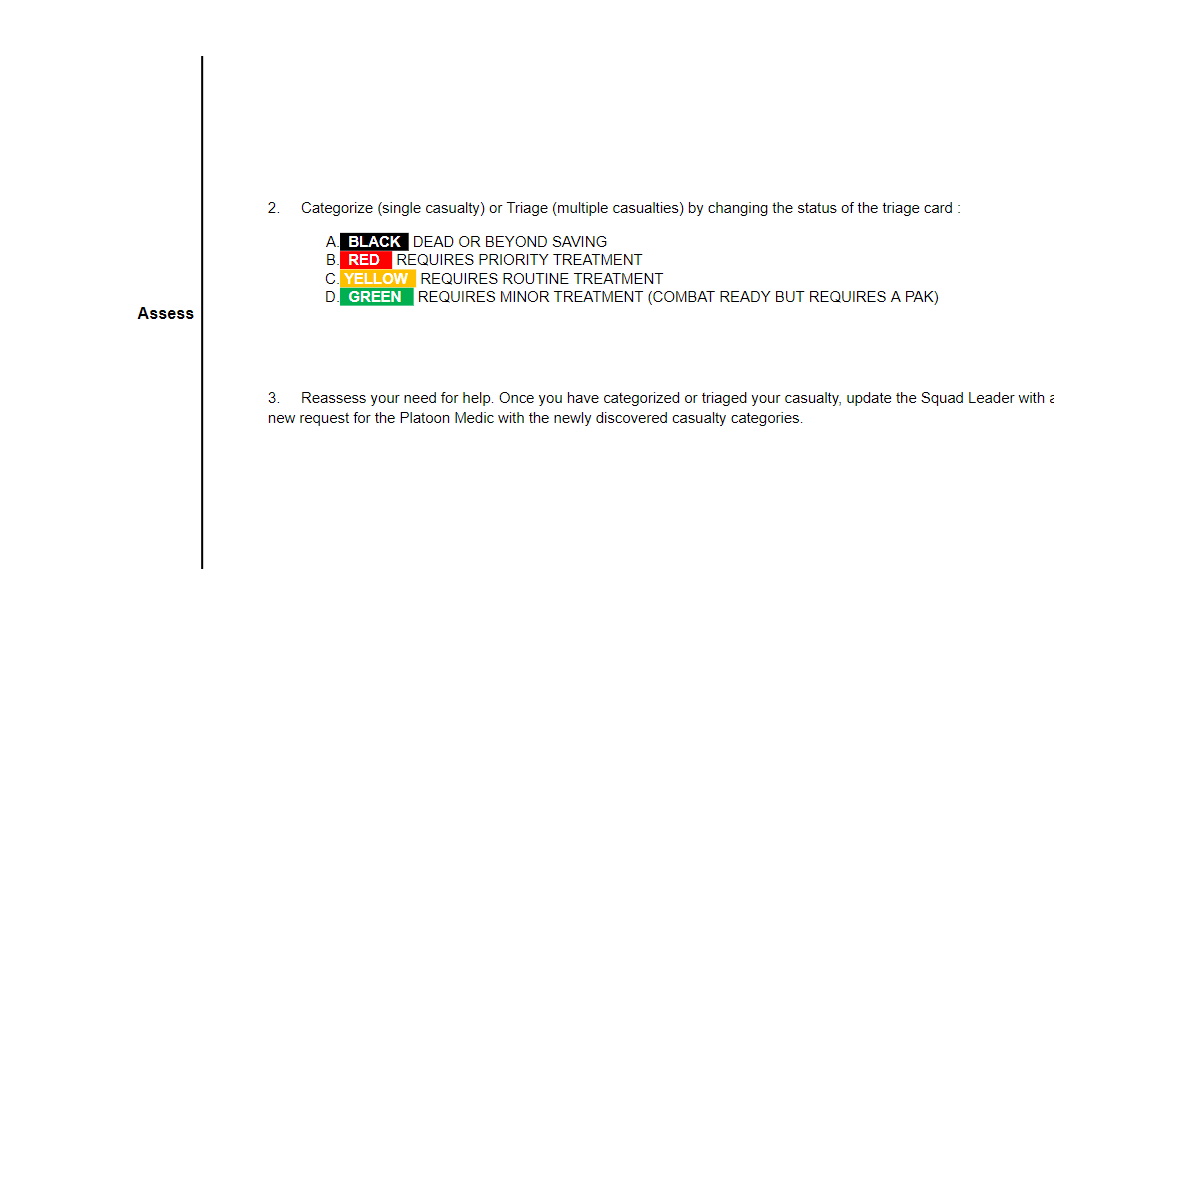 2. Categorize (single casualty) or Triage (multiple casualties) by changing the status of the triage card :
A. BLACK DEAD OR BEYOND SAVING
B. RED REQUIRES PRIORITY TREATMENT
C. YELLOW REQUIRES ROUTINE TREATMENT
D. GREEN REQUIRES MINOR TREATMENT (COMBAT READY BUT REQUIRES A PAK)
Assess
3. Reassess your need for help. Once you have categorized or triaged your casualty, update the Squad Leader with a
new request for the Platoon Medic with the newly discovered casualty categories.